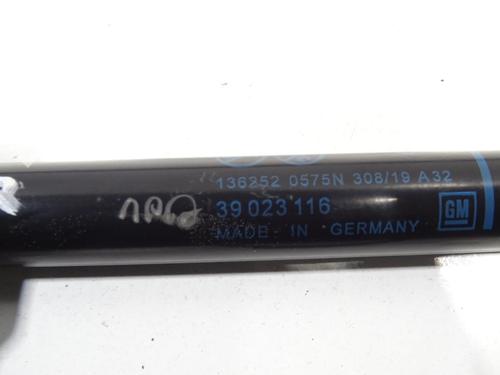 136252 0575N 308/19 A32
39 023 116
GM
MADE IN GERMANY